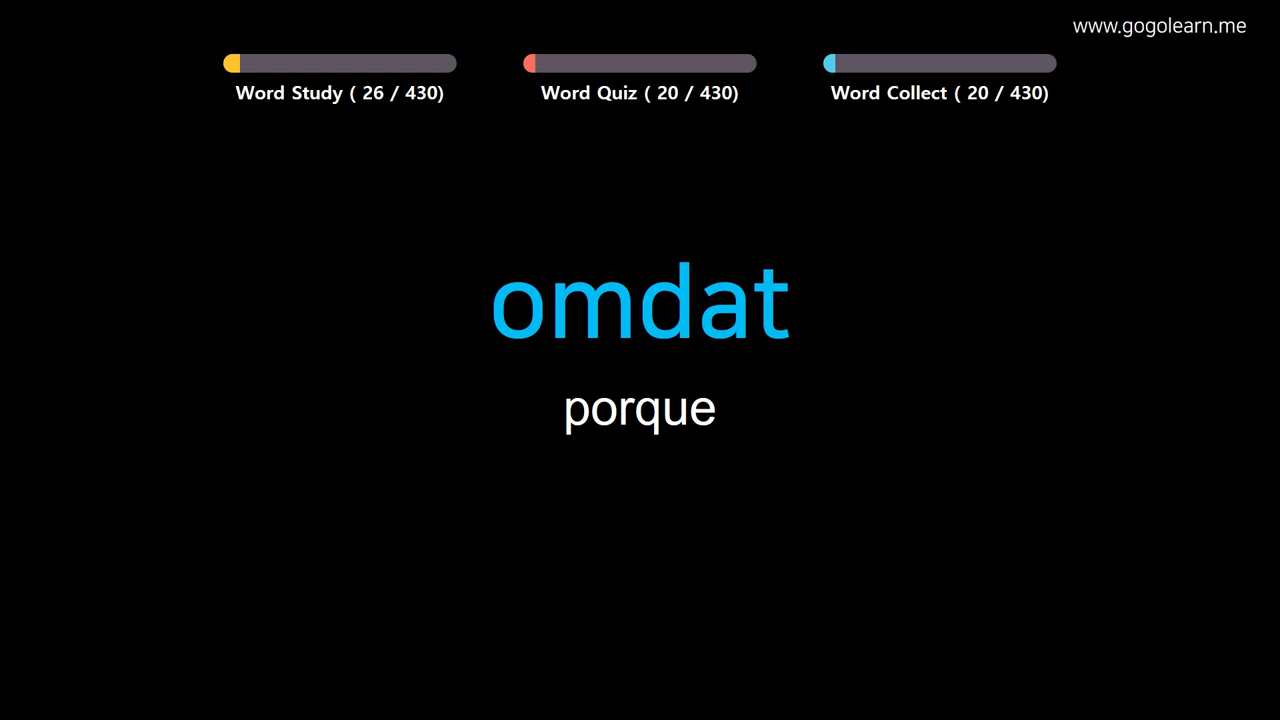 www.gogolearn.me
Word Study ( 26 / 430)
Word Quiz ( 20 / 430)
Word Collect ( 20 / 430)
omdat
porque